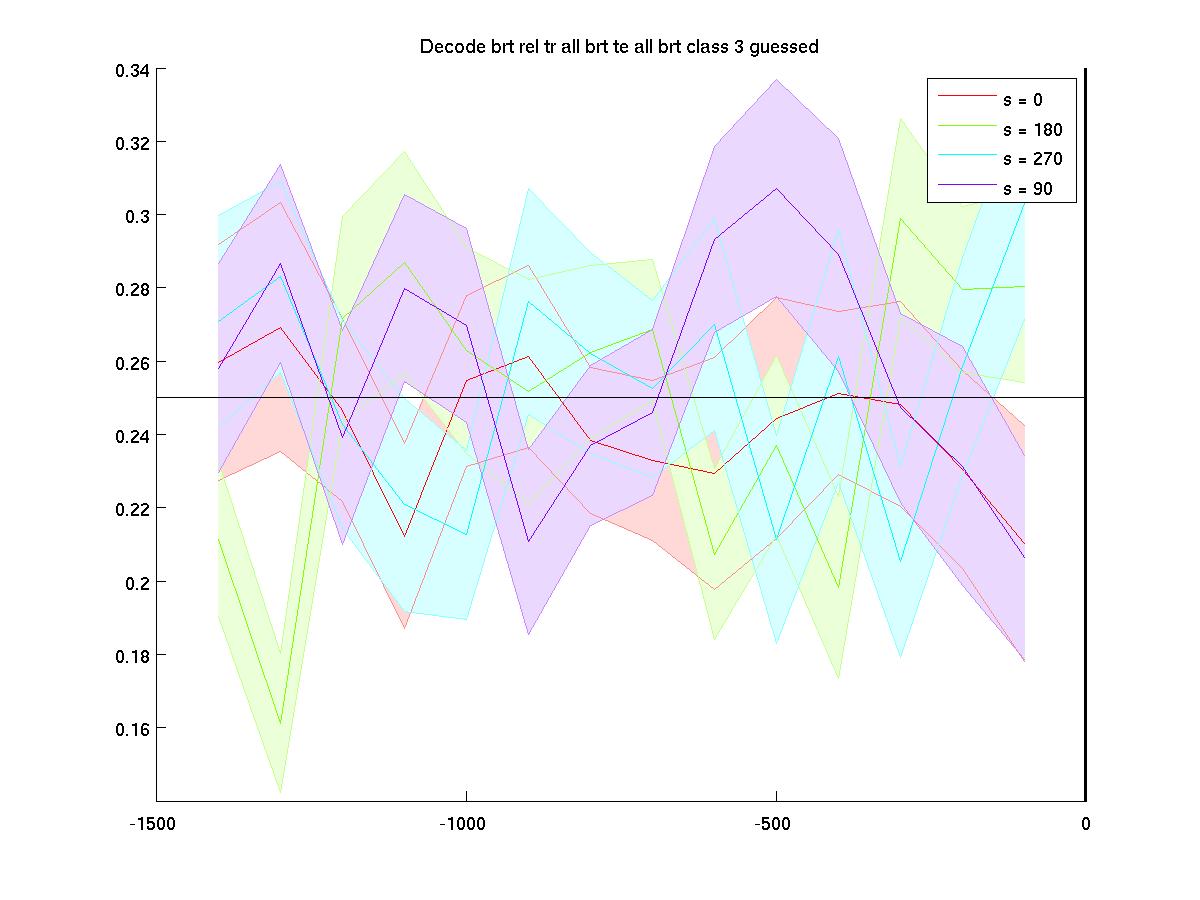 Decode brt rel tr all brt te all brt class 3 guessed
0.34
0.32
0.3
0.28
0.26
0.24
0.22
0.2
0.18
0.16
s = 0
s = 180
s = 270
s = 90
-1500 -1000 -500 0